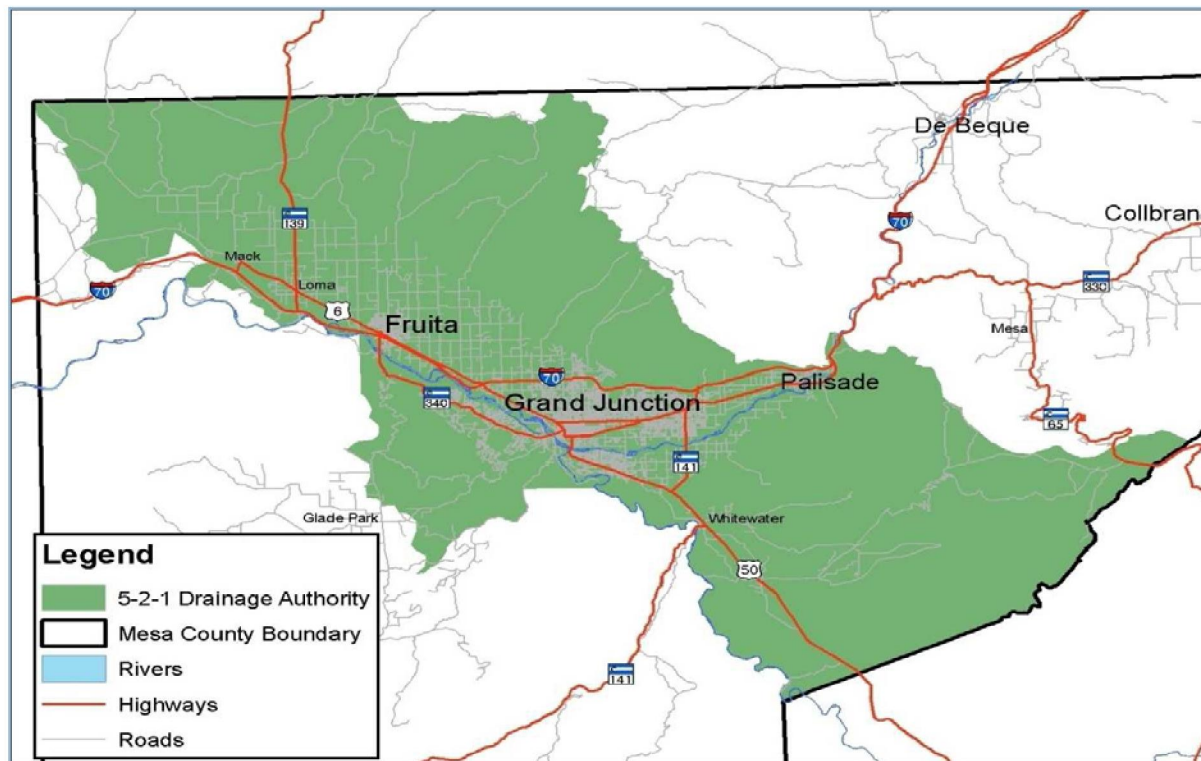 De Beque
139
70
Collbran
Mack
70
330
Loma
6
Fruita
Mesa
70
Palisade
340
Grand Junction
65
141
Glade Park
Whitewater
50
141
Legend
5-2-1 Drainage Authority
Mesa County Boundary
Rivers
Highways
Roads